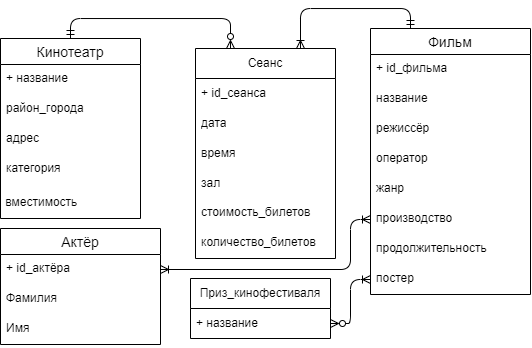 Кинотеатр
+ название
район_города
адрес
категория
вместимость
Сеанс
+ id_сеанса
дата
время
зал
стоимость_билетов
количество_билетов
Фильм
+ id_фильма
название
режиссёр
оператор
жанр
производство
продолжительность
постер
Актёр
+ id_актёра
Фамилия
Имя
Приз_кинофестиваля
+ название